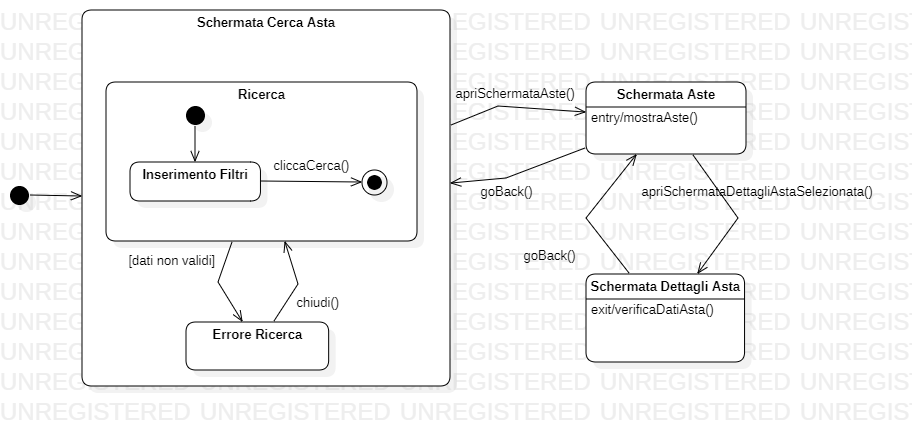 Schermata Cerca Asta
Ricerca
Inserimento Filtri
cliccaCerca()
[dati non validi]
chiudi()
Errore Ricerca
apriSchermataAste()
goBack()
Schermata Aste
entry/mostraAste()
apriSchermataDettagliAstaSelezionata()
goBack()
Schermata Dettagli Asta
exit/verificaDatiAsta()
UNREGISTERED UNREGISTERED UNREGISTERED UNREGISTERED UNREGIS